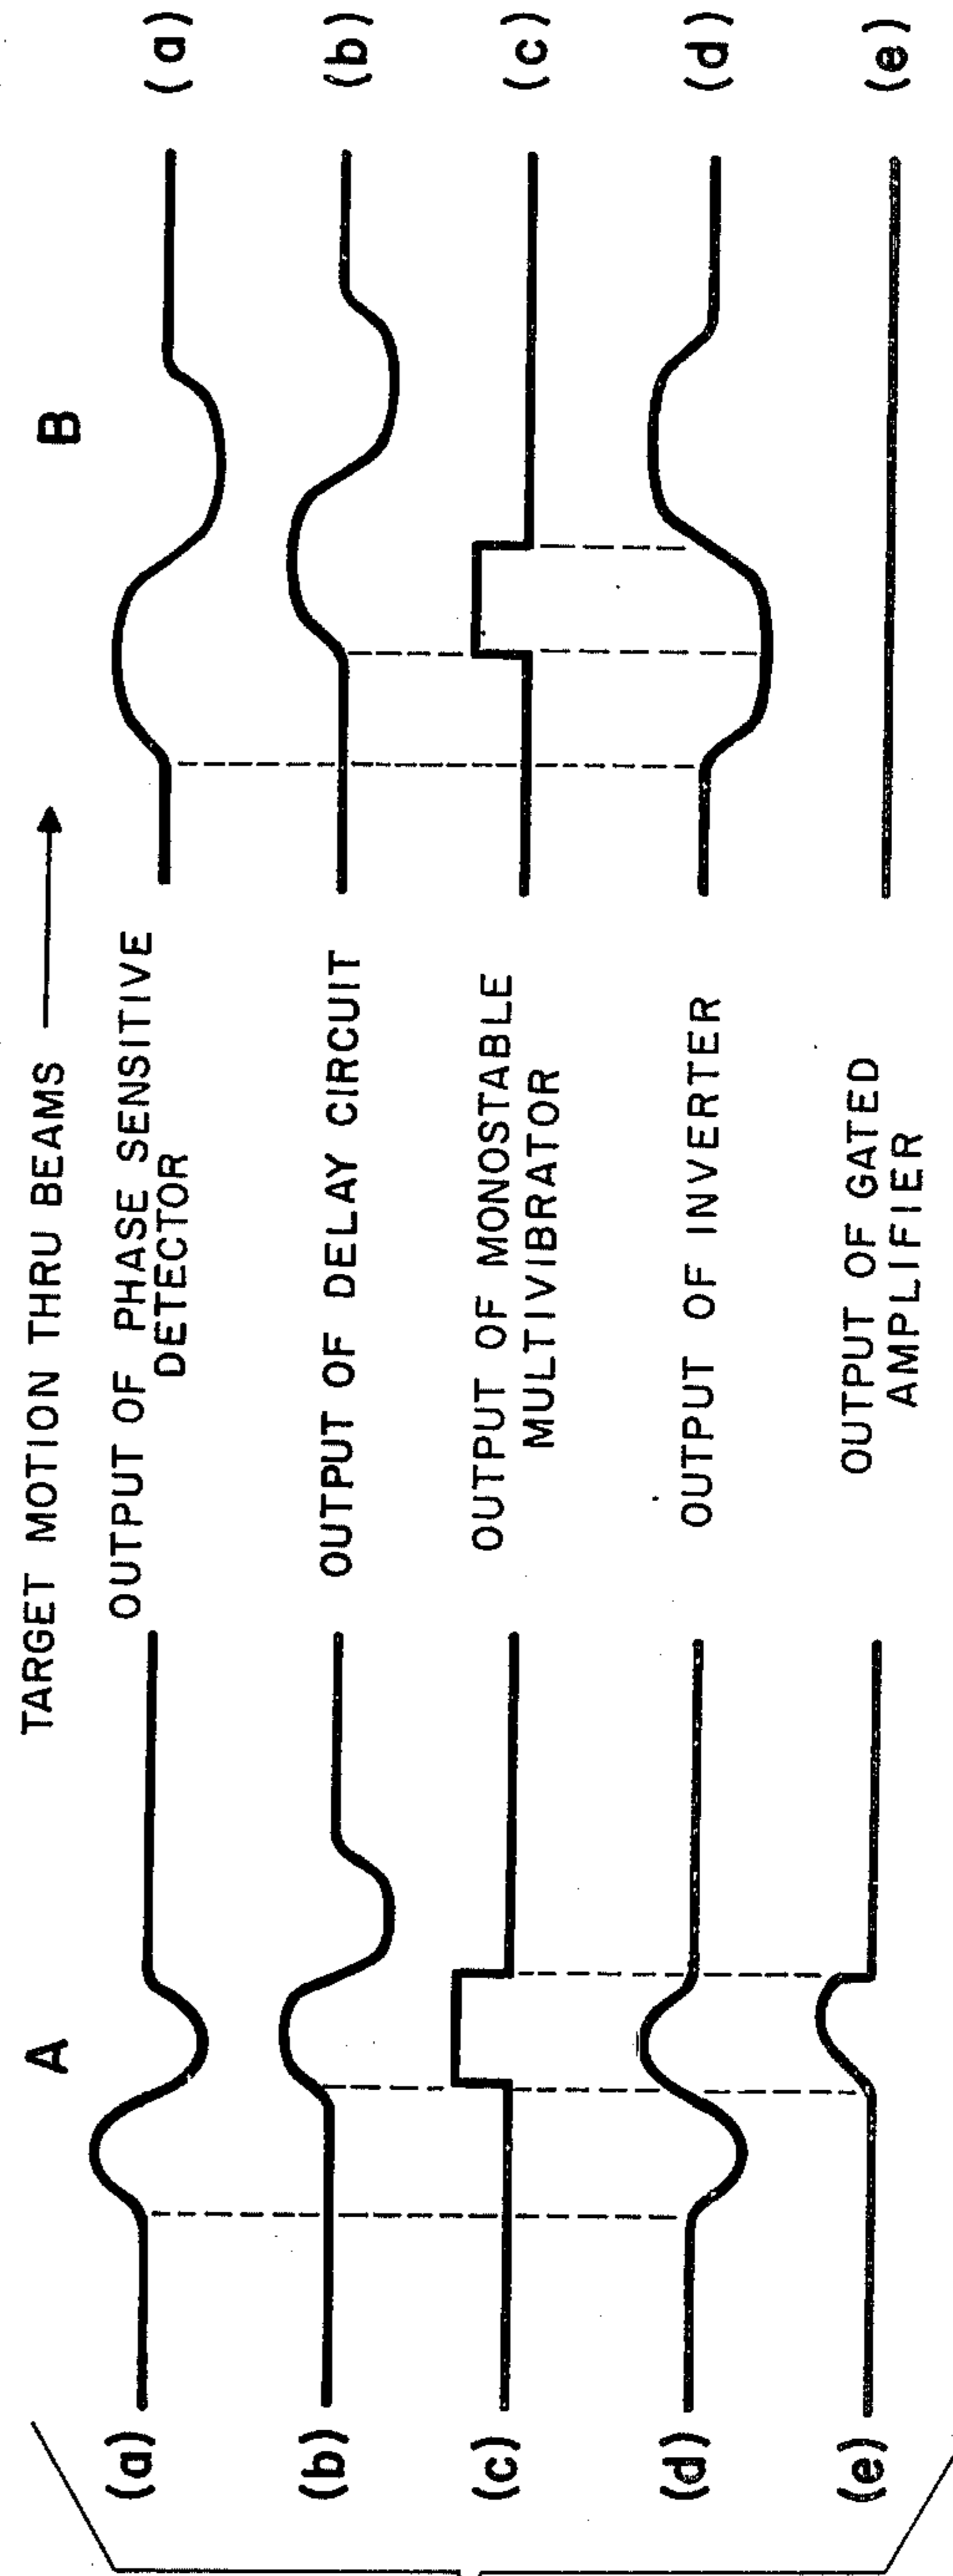 TARGET MOTION THRU BEAMS
A
B
(a)
OUTPUT OF PHASE SENSITIVE
DETECTOR
(a)
(b)
OUTPUT OF DELAY CIRCUIT
(b)
(c)
OUTPUT OF MONOSTABLE
MULTIVIBRATOR
(c)
(d)
OUTPUT OF INVERTER
(d)
(e)
OUTPUT OF GATED
AMPLIFIER
(e)